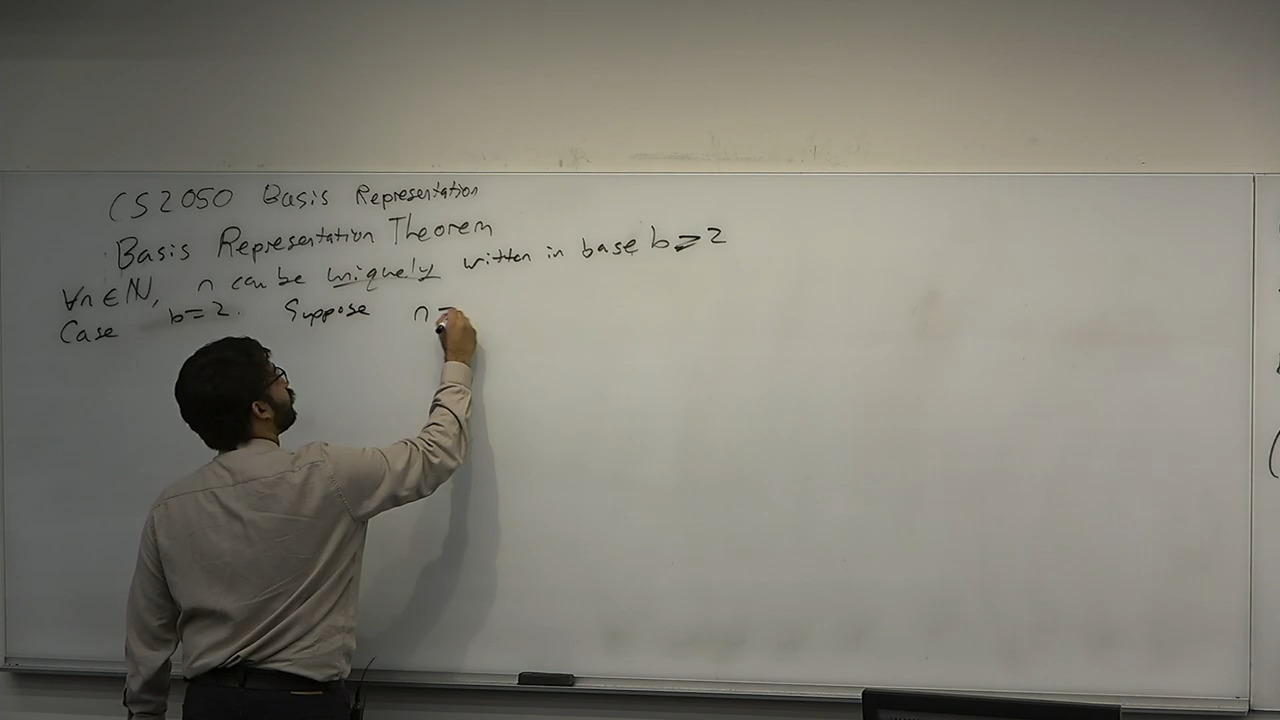 CS2050 Basis Representation
Basis Representation Theorem
∀n∈ℕ, n can be uniquely written in base b≥2
Case b=2. Suppose n=